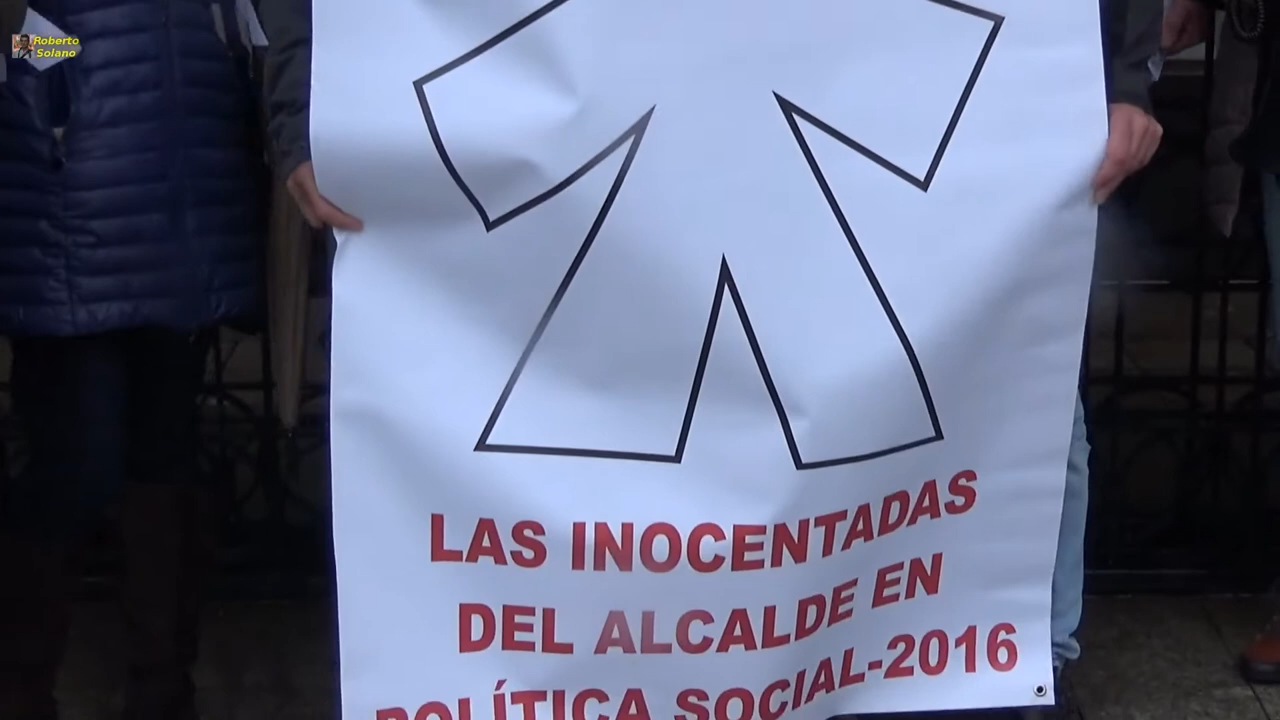 Roberto
Solano
LAS INOCENTADAS
DEL ALCALDE EN
POLÍTICA SOCIAL-2016